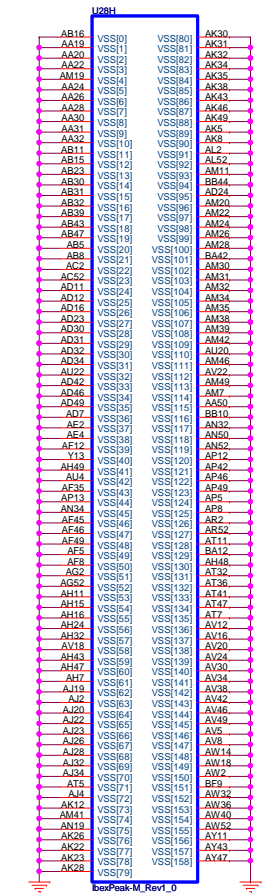 U28H
AB16 VSS[0] VSS[80] AK30
AA19 VSS[1] VSS[81] AK31
AA20 VSS[2] VSS[82] AK32
AA22 VSS[3] VSS[83] AK34
AM19 VSS[4] VSS[84] AK35
AA24 VSS[5] VSS[85] AK38
AA26 VSS[6] VSS[86] AK43
AA28 VSS[7] VSS[87] AK46
AA30 VSS[8] VSS[88] AK49
AA31 VSS[9] VSS[89] AK5
AA32 VSS[10] VSS[90] AK8
AB11 VSS[11] VSS[91] AL2
AB15 VSS[12] VSS[92] AL52
AB23 VSS[13] VSS[93] AM11
AB30 VSS[14] VSS[94] BB44
AB31 VSS[15] VSS[95] AD24
AB32 VSS[16] VSS[96] AM20
AB39 VSS[17] VSS[97] AM22
AB43 VSS[18] VSS[98] AM24
AB47 VSS[19] VSS[99] AM26
AB5 VSS[20] VSS[100] AM28
AB8 VSS[21] VSS[101] BA42
AC2 VSS[22] VSS[102] AM30
AC52 VSS[23] VSS[103] AM31
AD11 VSS[24] VSS[104] AM32
AD12 VSS[25] VSS[105] AM34
AD16 VSS[26] VSS[106] AM35
AD23 VSS[27] VSS[107] AM38
AD30 VSS[28] VSS[108] AM39
AD31 VSS[29] VSS[109] AM42
AD32 VSS[30] VSS[110] AU20
AD34 VSS[31] VSS[111] AM46
AU22 VSS[32] VSS[112] AV22
AD42 VSS[33] VSS[113] AM49
AD46 VSS[34] VSS[114] AM7
AD49 VSS[35] VSS[115] AA50
AD7 VSS[36] VSS[116] BB10
AE2 VSS[37] VSS[117] AN32
AE4 VSS[38] VSS[118] AN50
AF12 VSS[39] VSS[119] AN52
Y13 VSS[40] VSS[120] AP12
AH49 VSS[41] VSS[121] AP42
AU4 VSS[42] VSS[122] AP46
AF35 VSS[43] VSS[123] AP49
AP13 VSS[44] VSS[124] AP5
AN34 VSS[45] VSS[125] AP8
AF45 VSS[46] VSS[126] AR2
AF46 VSS[47] VSS[127] AR52
AF49 VSS[48] VSS[128] AT11
AF5 VSS[49] VSS[129] BA12
AF8 VSS[50] VSS[130] AH48
AG2 VSS[51] VSS[131] AT32
AG52 VSS[52] VSS[132] AT36
AH11 VSS[53] VSS[133] AT41
AH15 VSS[54] VSS[134] AT47
AH16 VSS[55] VSS[135] AT7
AH24 VSS[56] VSS[136] AV12
AH32 VSS[57] VSS[137] AV16
AV18 VSS[58] VSS[138] AV20
AH43 VSS[59] VSS[139] AV24
AH47 VSS[60] VSS[140] AV30
AH7 VSS[61] VSS[141] AV34
AJ19 VSS[62] VSS[142] AV38
AJ2 VSS[63] VSS[143] AV42
AJ20 VSS[64] VSS[144] AV46
AJ22 VSS[65] VSS[145] AV49
AJ23 VSS[66] VSS[146] AV5
AJ26 VSS[67] VSS[147] AV8
AJ28 VSS[68] VSS[148] AW14
AJ32 VSS[69] VSS[149] AW18
AJ34 VSS[70] VSS[150] AW2
AT5 VSS[71] VSS[151] BF9
AJ4 VSS[72] VSS[152] AW32
AK12 VSS[73] VSS[153] AW36
AM41 VSS[74] VSS[154] AW40
AN19 VSS[75] VSS[155] AW52
AK26 VSS[76] VSS[156] AY11
AK22 VSS[77] VSS[157] AY43
AK23 VSS[78] VSS[158] AY47
AK28 VSS[79]
IbexPeak-M_Rev1_0